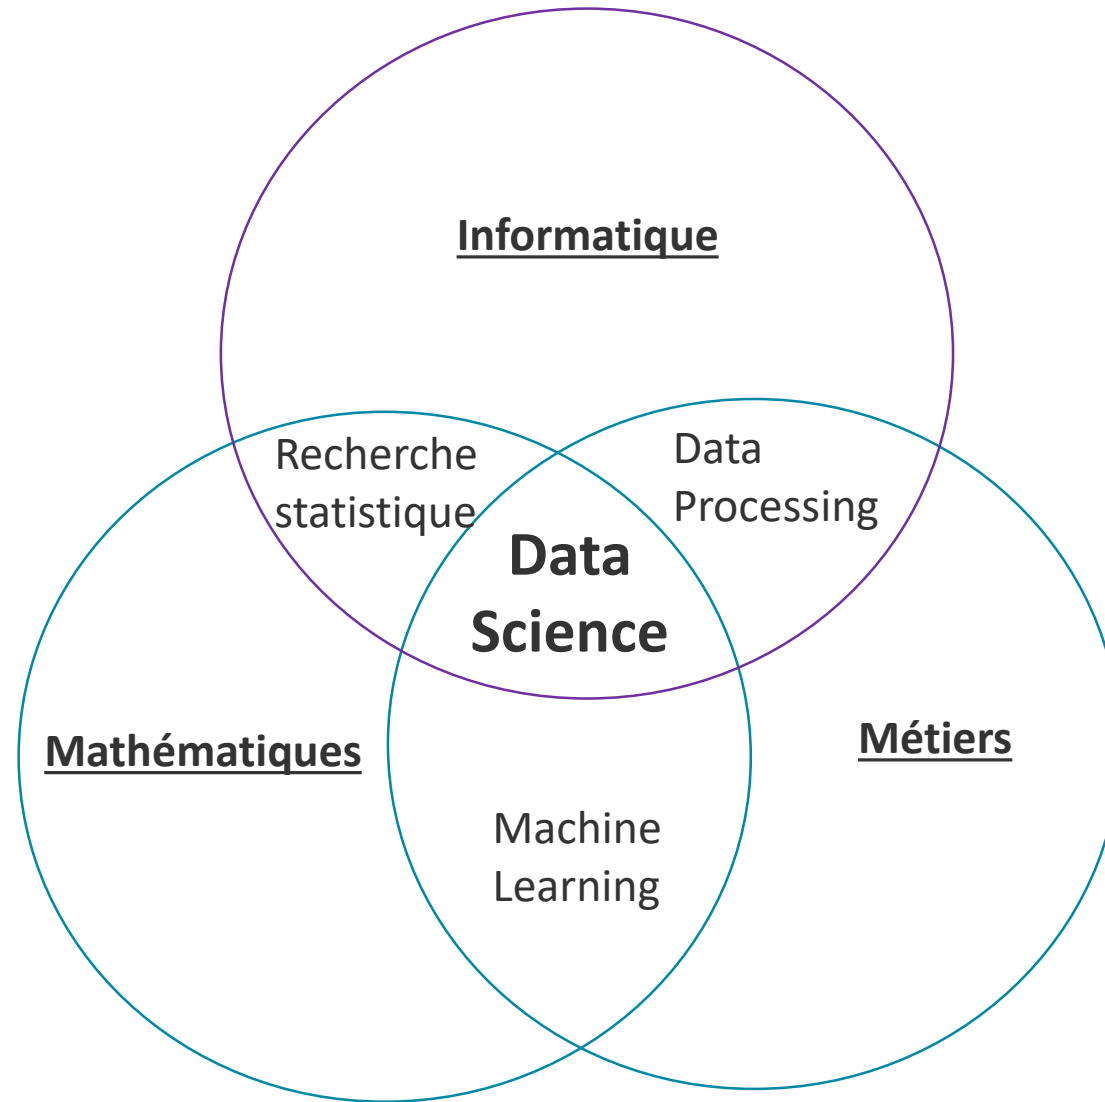 Informatique
Recherche
statistique
Data
Processing
Data
Science
Mathématiques
Métiers
Machine
Learning